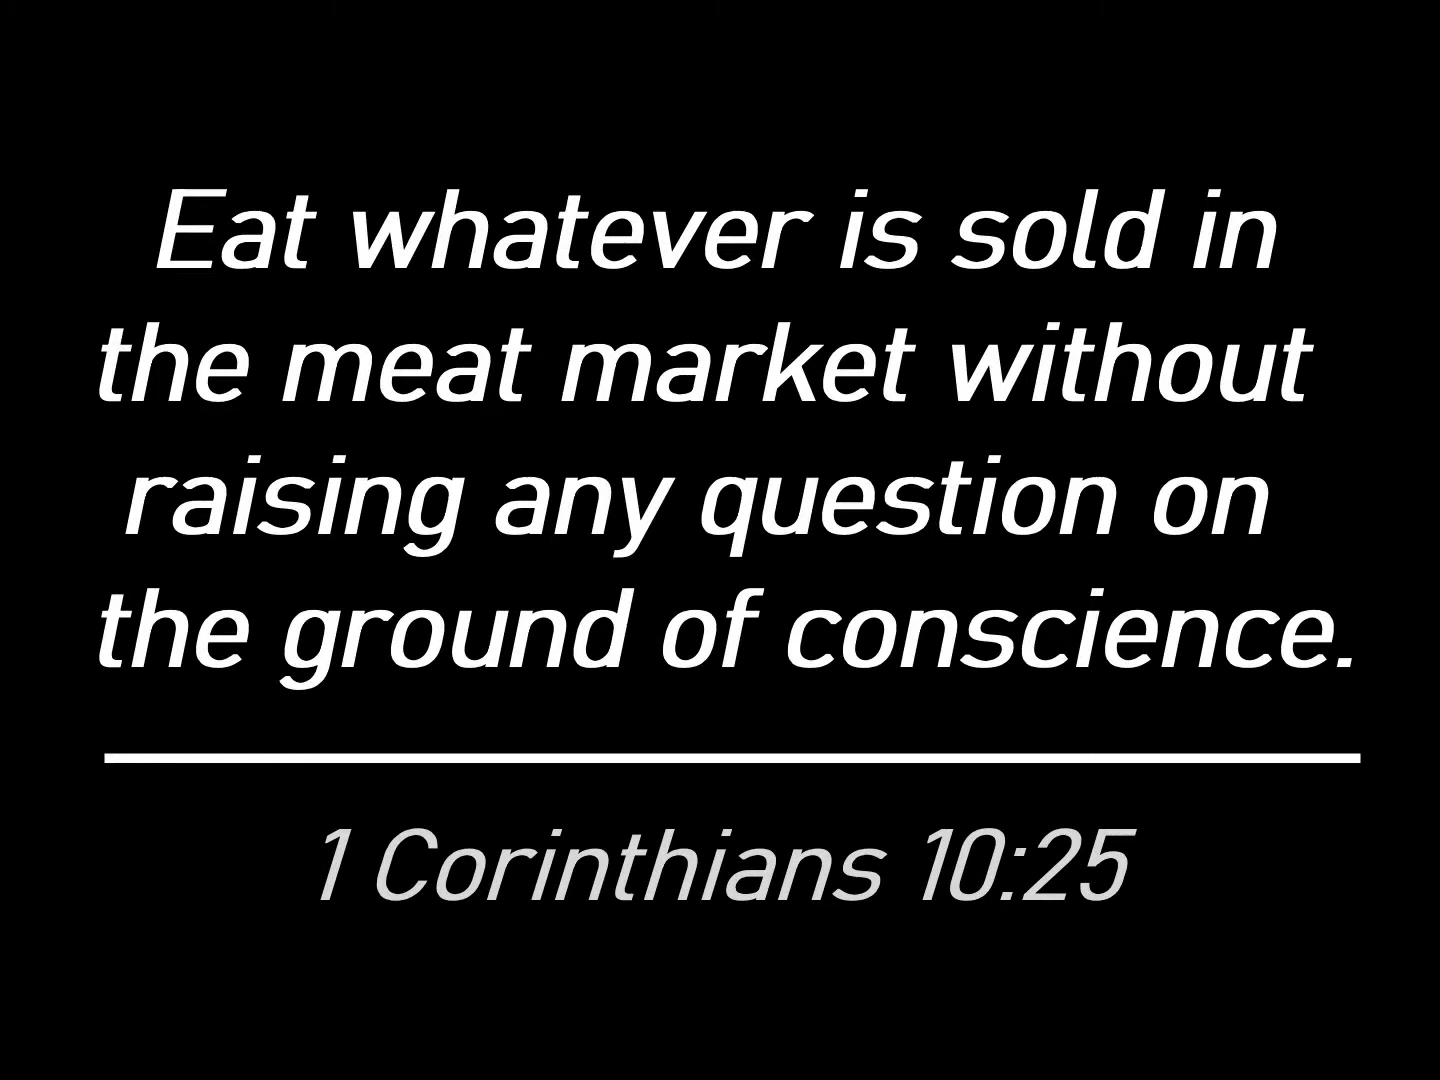 Eat whatever is sold in
the meat market without
raising any question on
the ground of conscience.
1 Corinthians 10:25